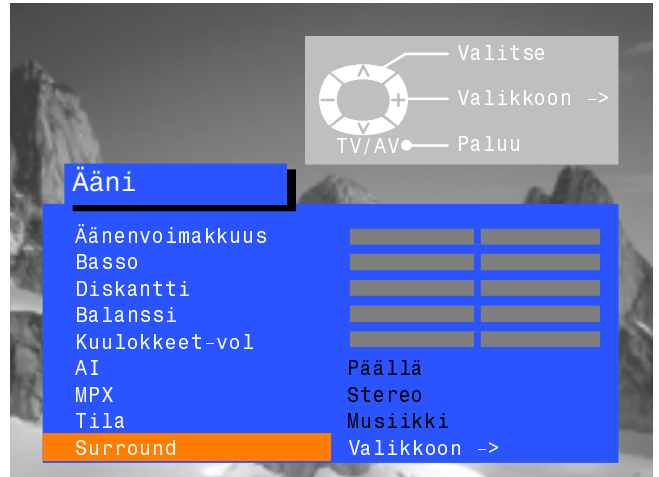 Valitse
Valikkoon ->
TV/AV Paluu
Ääni
Äänenvoimakkuus
Basso
Diskantti
Balanssi
Kuulokkeet-vol
AI Päällä
MPX Stereo
Tila Musiikki
Surround Valikkoon ->